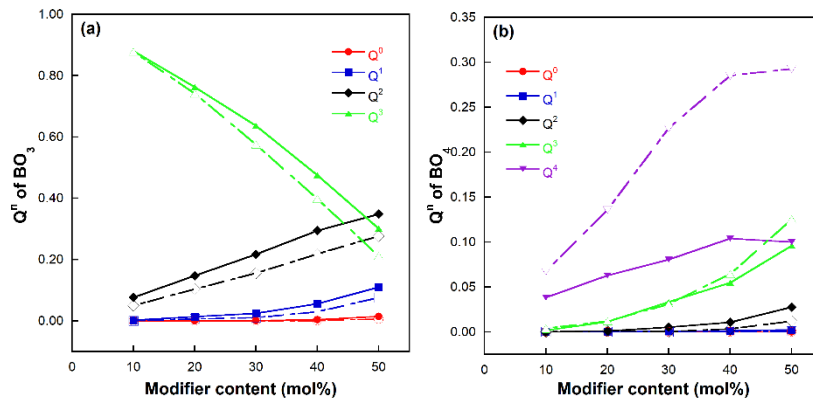 (a)
1.00
0.80
0.60
0.40
0.20
0.00
Qⁿ of BO₃
Q⁰
Q¹
Q²
Q³
0
10
20
30
40
50
Modifier content (mol%)
(b)
0.35
0.30
0.25
0.20
0.15
0.10
0.05
0.00
Qⁿ of BO₄
Q⁰
Q¹
Q²
Q³
Q⁴
0
10
20
30
40
50
Modifier content (mol%)